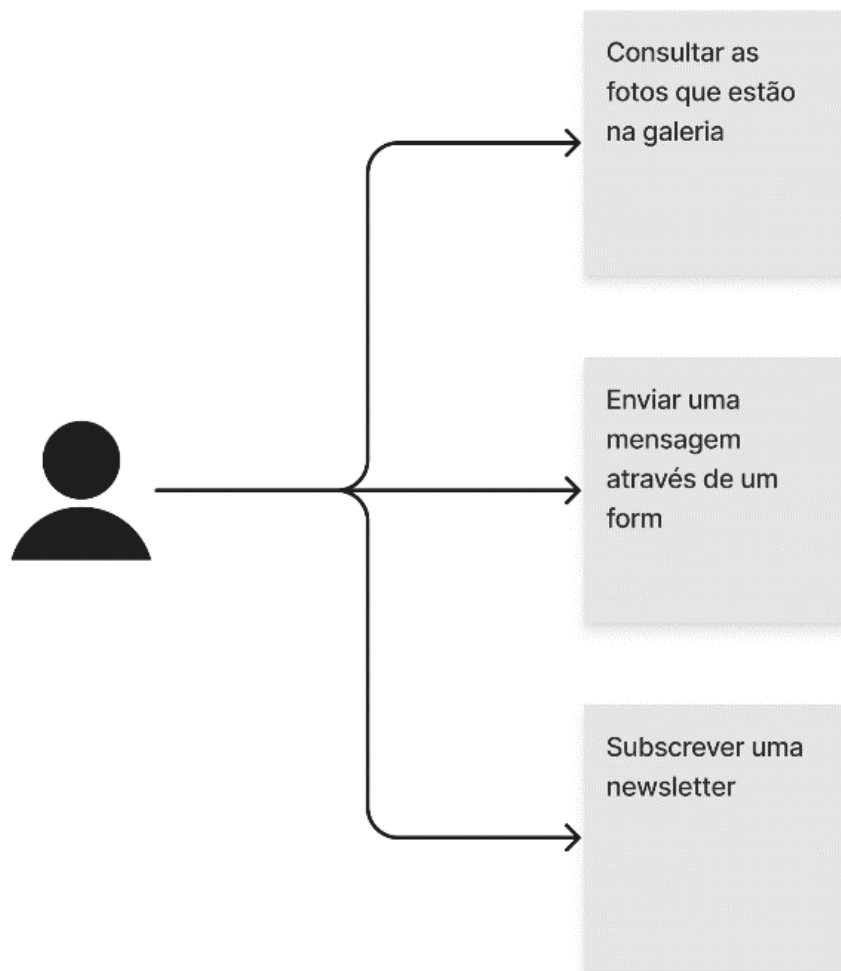 Consultar as
fotos que estão
na galeria
Enviar uma
mensagem
através de um
form
Subscrever uma
newsletter